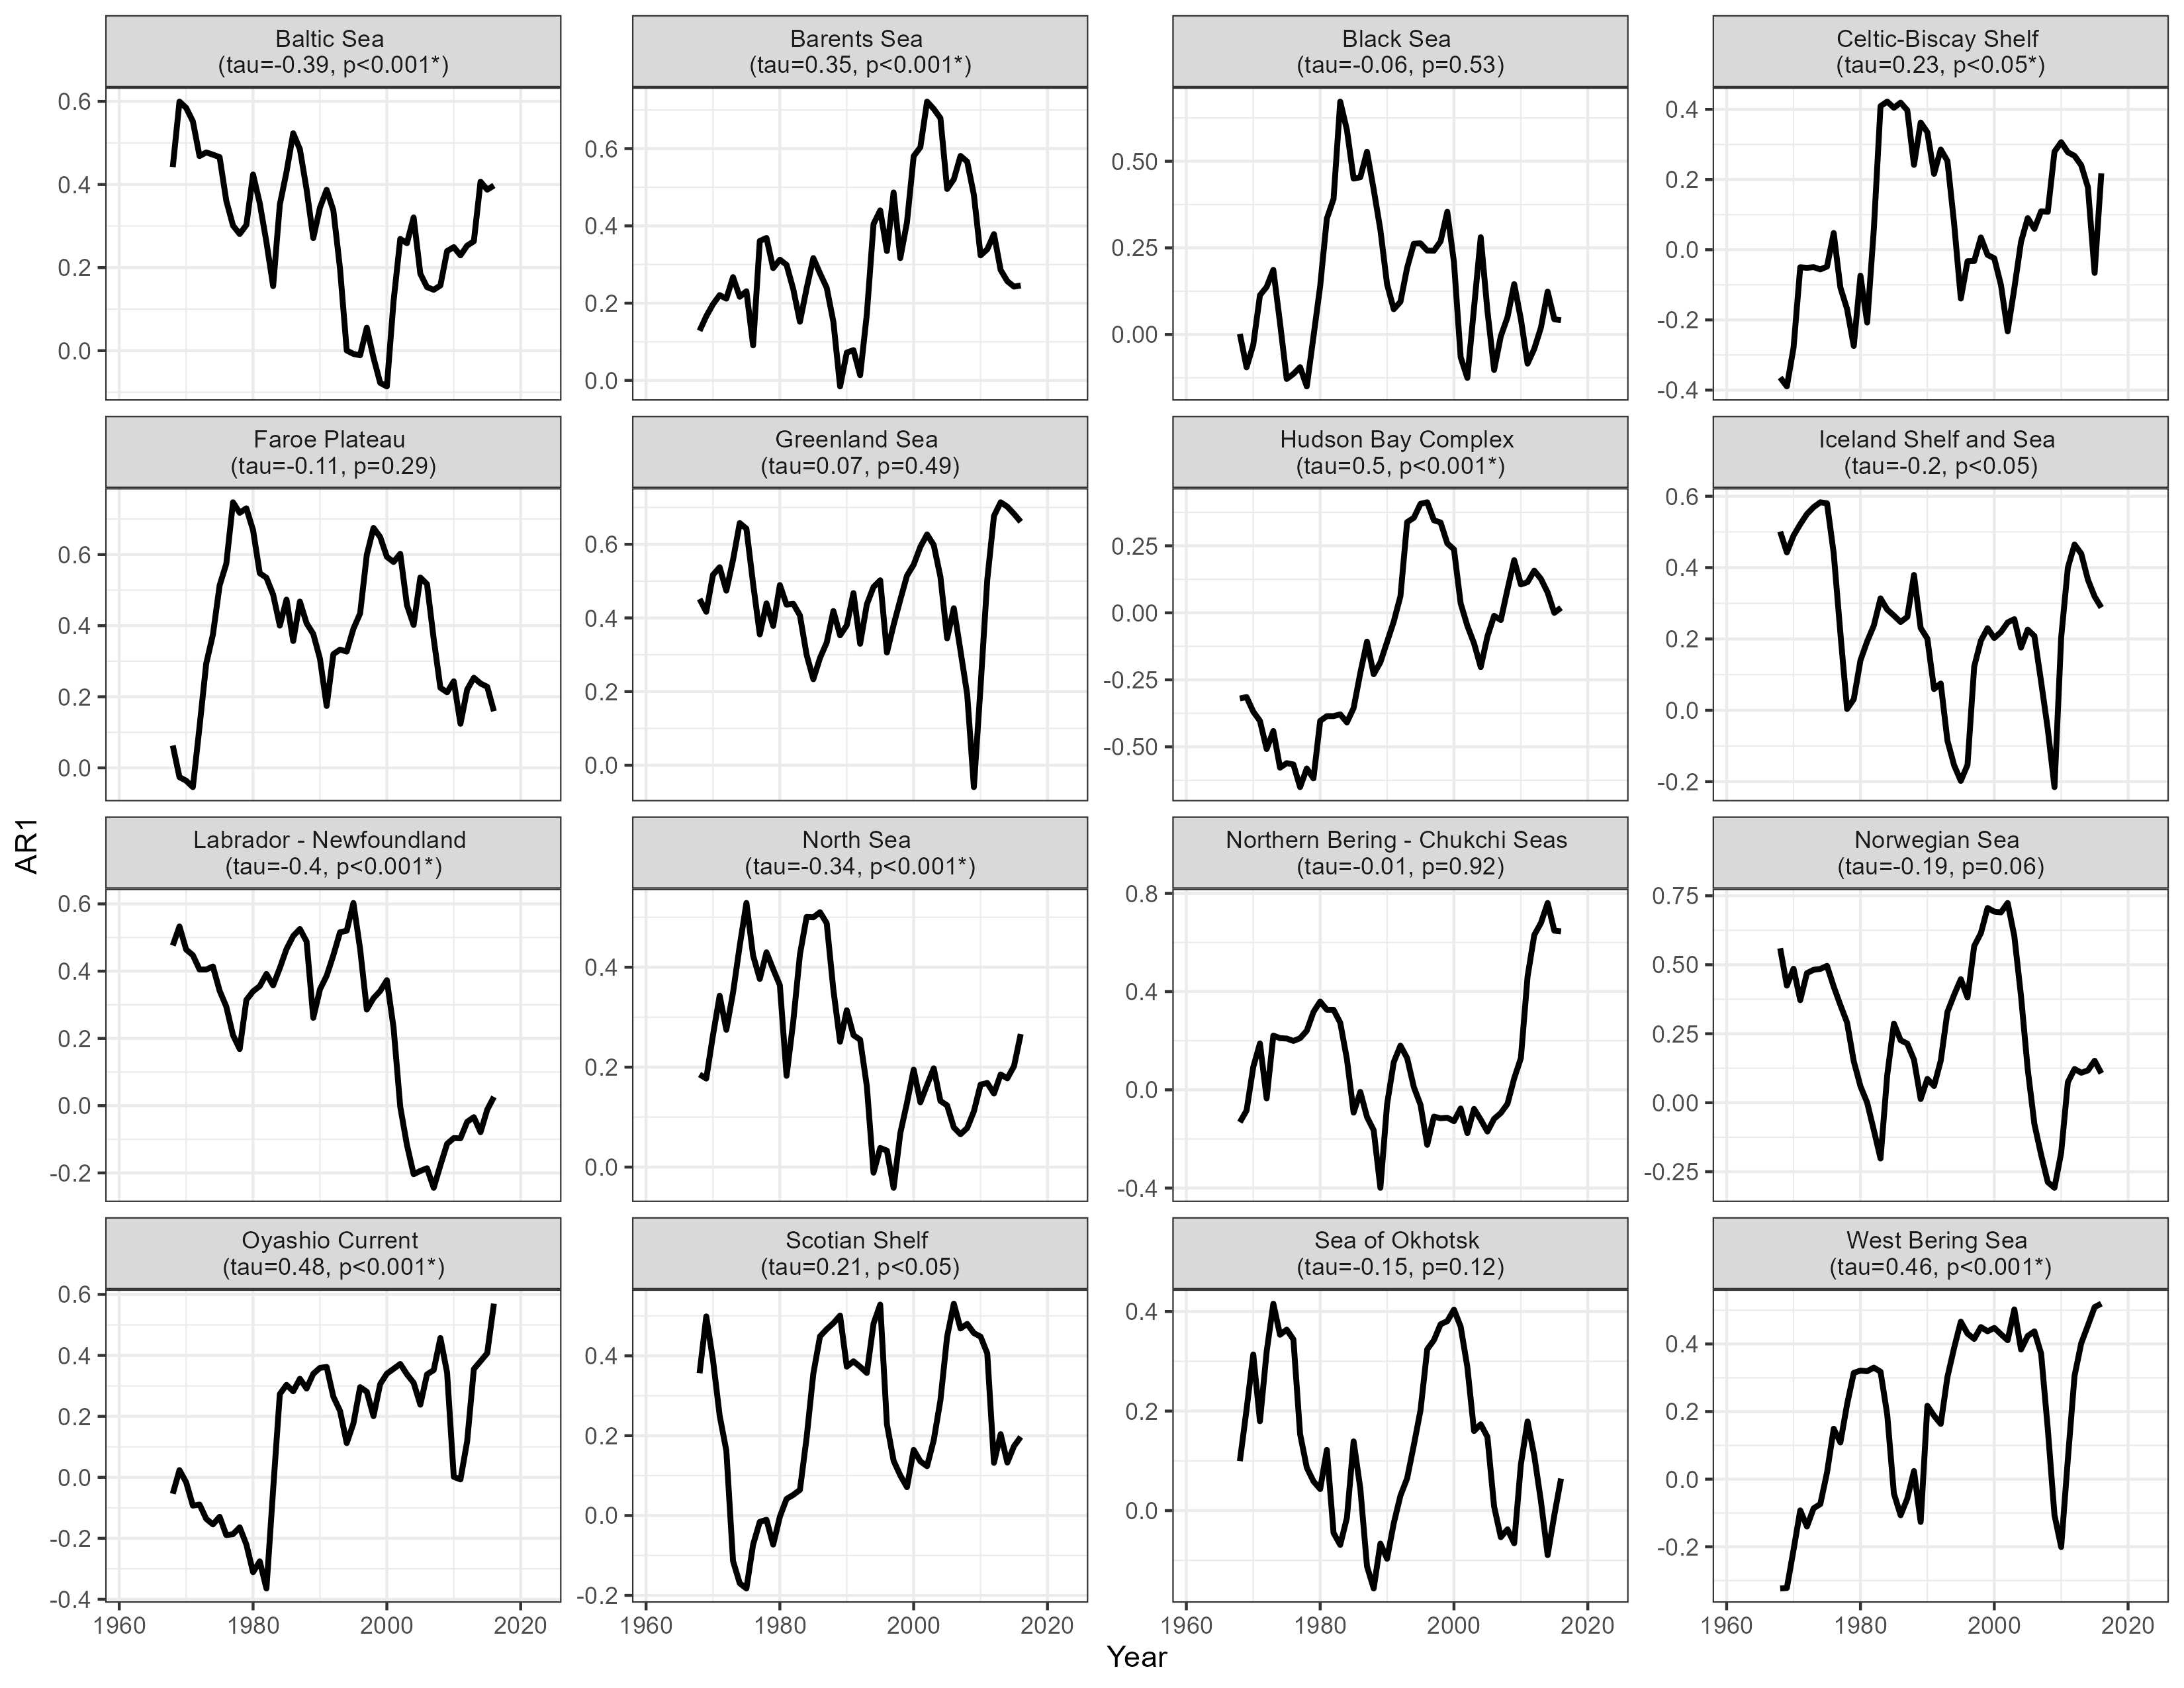 Baltic Sea
(tau=-0.39, p<0.001*)
Barents Sea
(tau=0.35, p<0.001*)
Black Sea
(tau=-0.06, p=0.53)
Celtic-Biscay Shelf
(tau=0.23, p<0.05*)
0.6
0.4
0.2
0.0
0.6
0.4
0.2
0.0
0.50
0.25
0.00
0.4
0.2
0.0
-0.2
-0.4
Faroe Plateau
(tau=-0.11, p=0.29)
Greenland Sea
(tau=0.07, p=0.49)
Hudson Bay Complex
(tau=0.5, p<0.001*)
Iceland Shelf and Sea
(tau=-0.2, p<0.05)
0.6
0.4
0.2
0.0
0.6
0.4
0.2
0.0
0.25
0.00
-0.25
-0.50
0.6
0.4
0.2
0.0
-0.2
AR1
Labrador - Newfoundland
(tau=-0.4, p<0.001*)
North Sea
(tau=-0.34, p<0.001*)
Northern Bering - Chukchi Seas
(tau=-0.01, p=0.92)
Norwegian Sea
(tau=-0.19, p=0.06)
0.6
0.4
0.2
0.0
-0.2
0.4
0.2
0.0
0.8
0.4
0.0
-0.4
0.75
0.50
0.25
0.00
-0.25
Oyashio Current
(tau=0.48, p<0.001*)
Scotian Shelf
(tau=0.21, p<0.05)
Sea of Okhotsk
(tau=-0.15, p=0.12)
West Bering Sea
(tau=0.46, p<0.001*)
0.6
0.4
0.2
0.0
-0.2
-0.4
0.4
0.2
0.0
-0.2
0.4
0.2
0.0
0.4
0.2
0.0
-0.2
1960 1980 2000 2020
1960 1980 2000 2020
1960 1980 2000 2020
1960 1980 2000 2020
Year